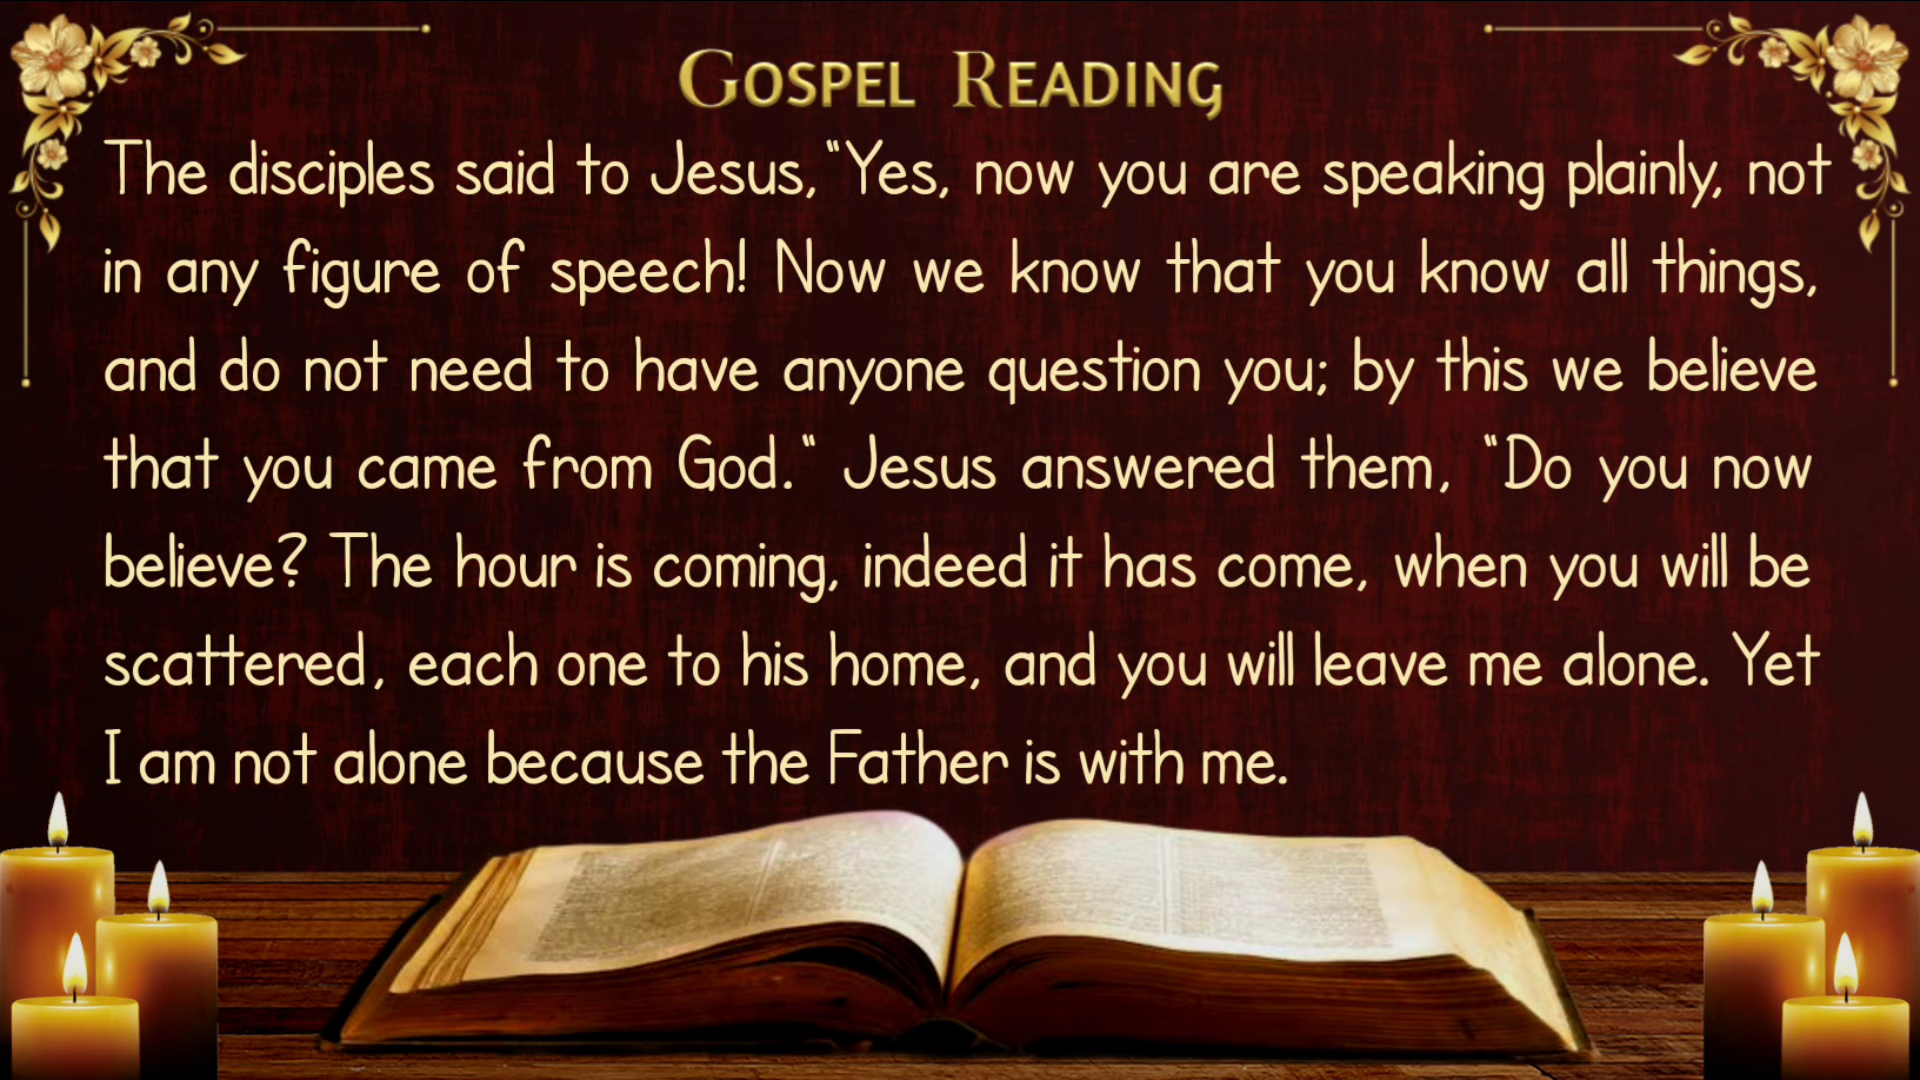 GOSPEL READING
The disciples said to Jesus, “Yes, now you are speaking plainly, not
in any figure of speech! Now we know that you know all things,
and do not need to have anyone question you; by this we believe
that you came from God.“ Jesus answered them, “Do you now
believe? The hour is coming, indeed it has come, when you will be
scattered, each one to his home, and you will leave me alone. Yet
I am not alone because the Father is with me.